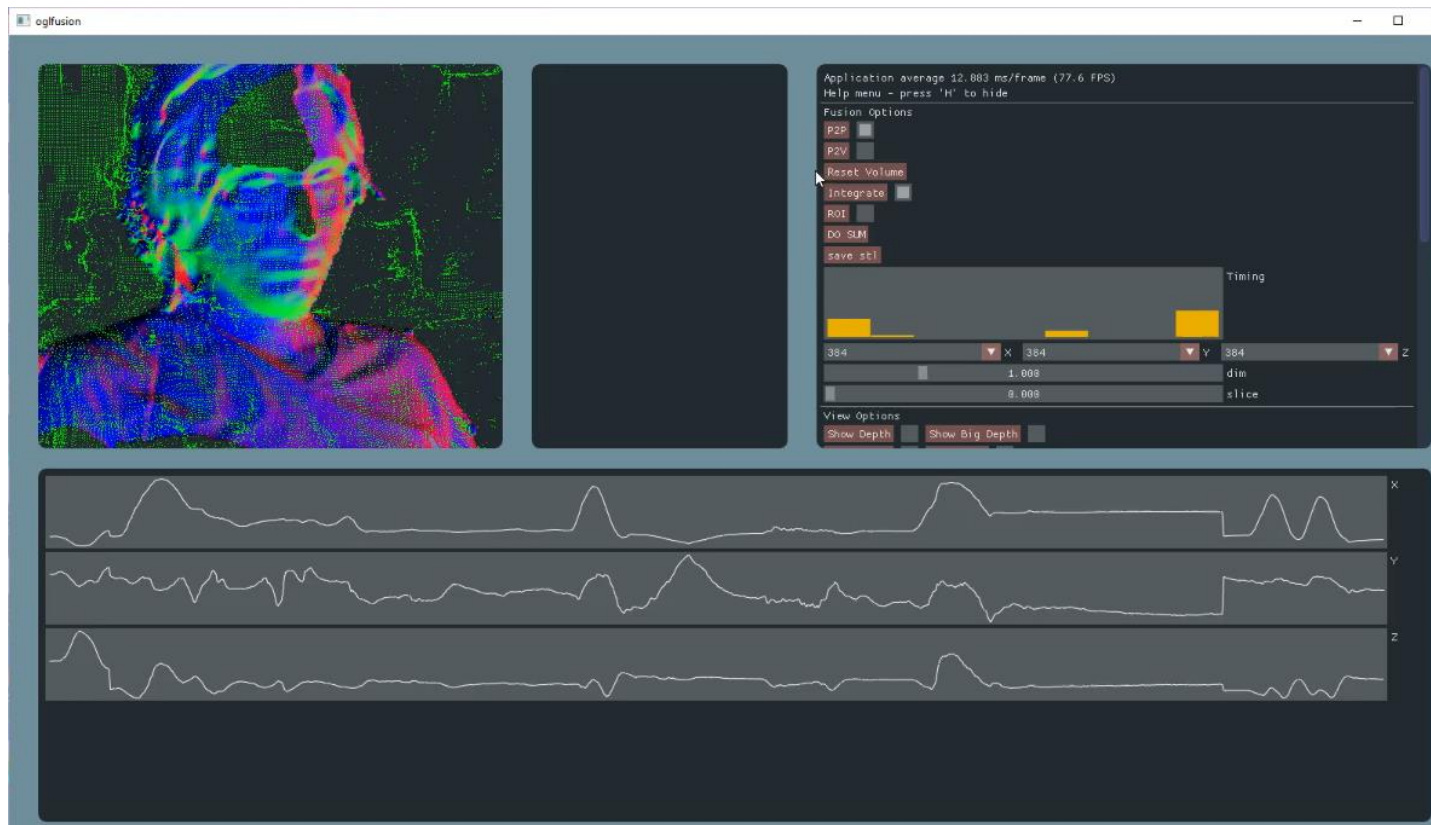 oglfusion
Application average 12.883 ms/frame (77.6 FPS)
Help menu - press 'H' to hide
Fusion Options
P2P
P2V
Reset Volume
Integrate
ROI
DO SUM
save stl
Timing
384 X 384 Y 384 Z
1.000 dim
0.000 slice
View Options
Show Depth Show Big Depth
X
Y
Z